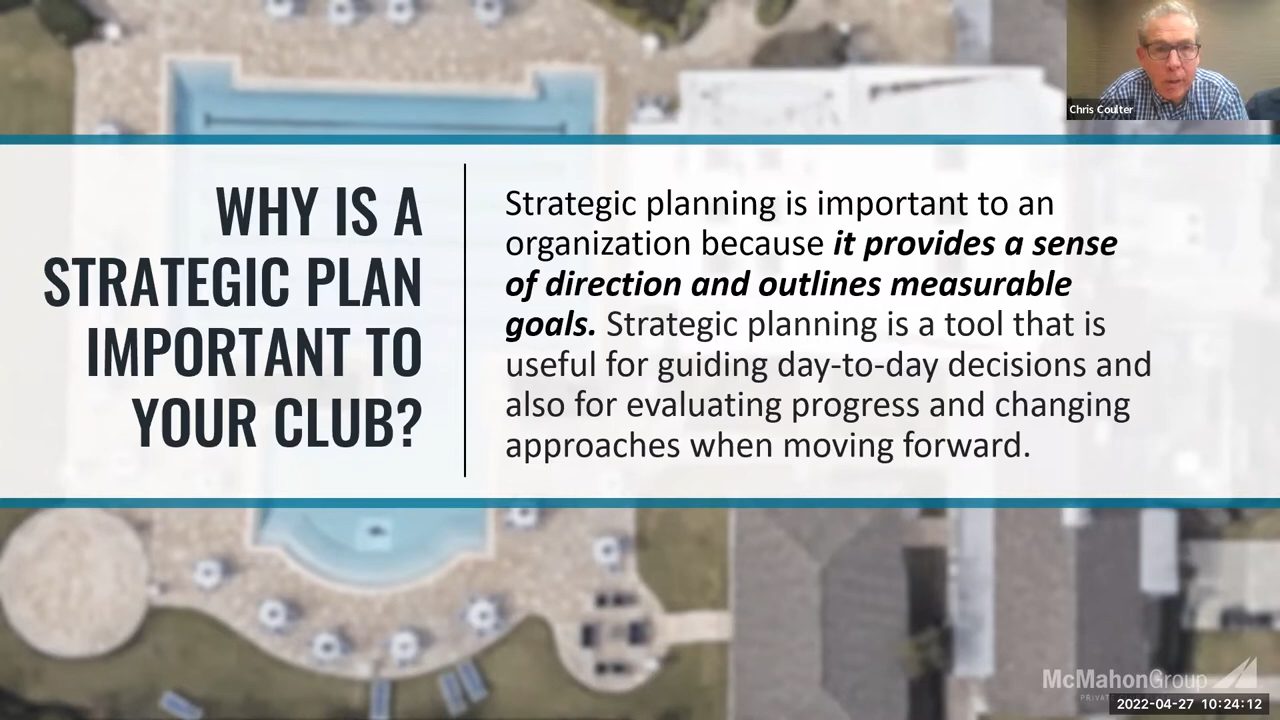 Chris Coulter
WHY IS A
STRATEGIC PLAN
IMPORTANT TO
YOUR CLUB?
Strategic planning is important to an
organization because it provides a sense
of direction and outlines measurable
goals. Strategic planning is a tool that is
useful for guiding day-to-day decisions and
also for evaluating progress and changing
approaches when moving forward.
McMahonGroup
2022-04-27 10:24:12